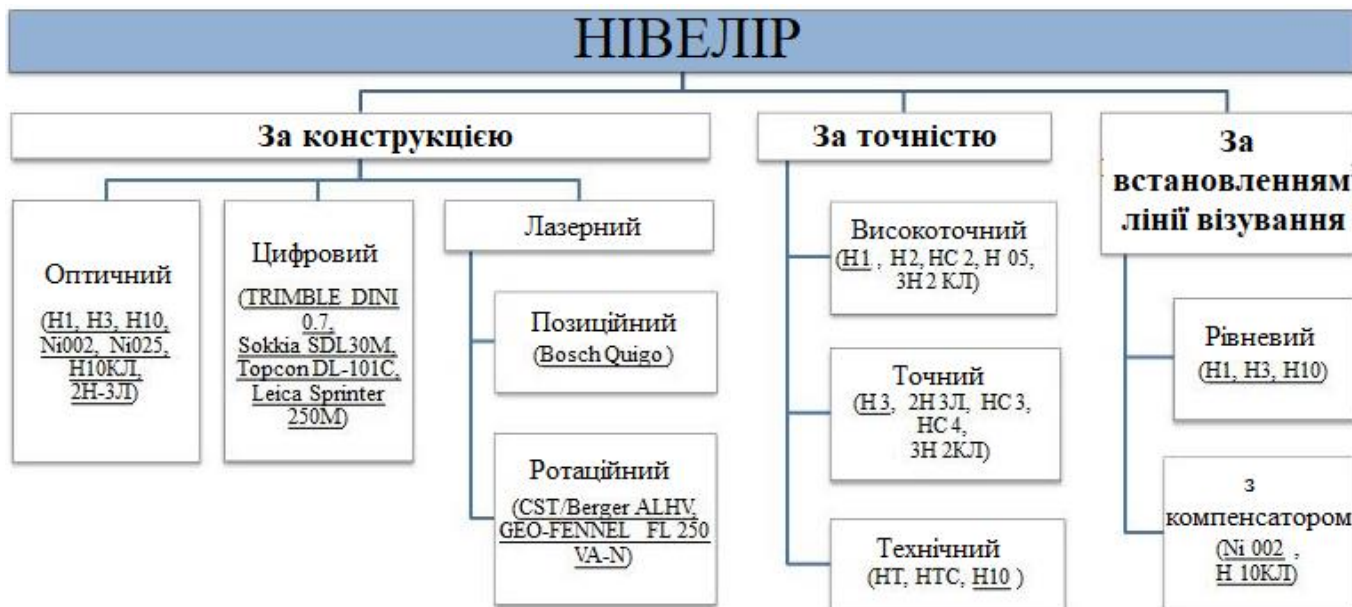 НІВЕЛІР
За конструкцією
Оптичний
(Н1, Н3, Н10,
Ni002, Ni025,
Н10КЛ,
2Н-3Л)
Цифровий
(TRIMBLE DINI
0.7,
Sokkia SDL30M,
Topcon DL-101C,
Leica Sprinter
250M)
Лазерний
Позиційний
(Bosch Quigo )
Ротаційний
(CST/Berger ALHV,
GEO-FENNEL FL 250
VA-N)
За точністю
Високоточний
(Н1 , Н2, НС 2, Н 05,
3Н 2 КЛ)
Точний
(Н 3, 2Н 3Л, НС 3,
НС 4,
3Н 2КЛ)
Технічний
(НТ, НТС, Н10 )
За
встановленням
лінії візування
Рівневий
(Н1, Н3, Н10)
з
компенсатором
(Ni 002 ,
Н 10КЛ)